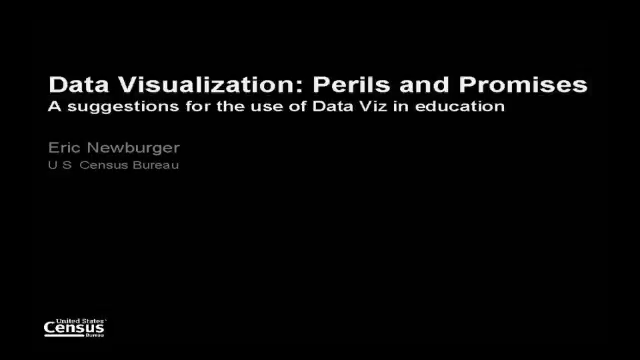 Data Visualization: Perils and Promises
A suggestions for the use of Data Viz in education
Eric Newburger
U S Census Bureau
United States
Census
Bureau